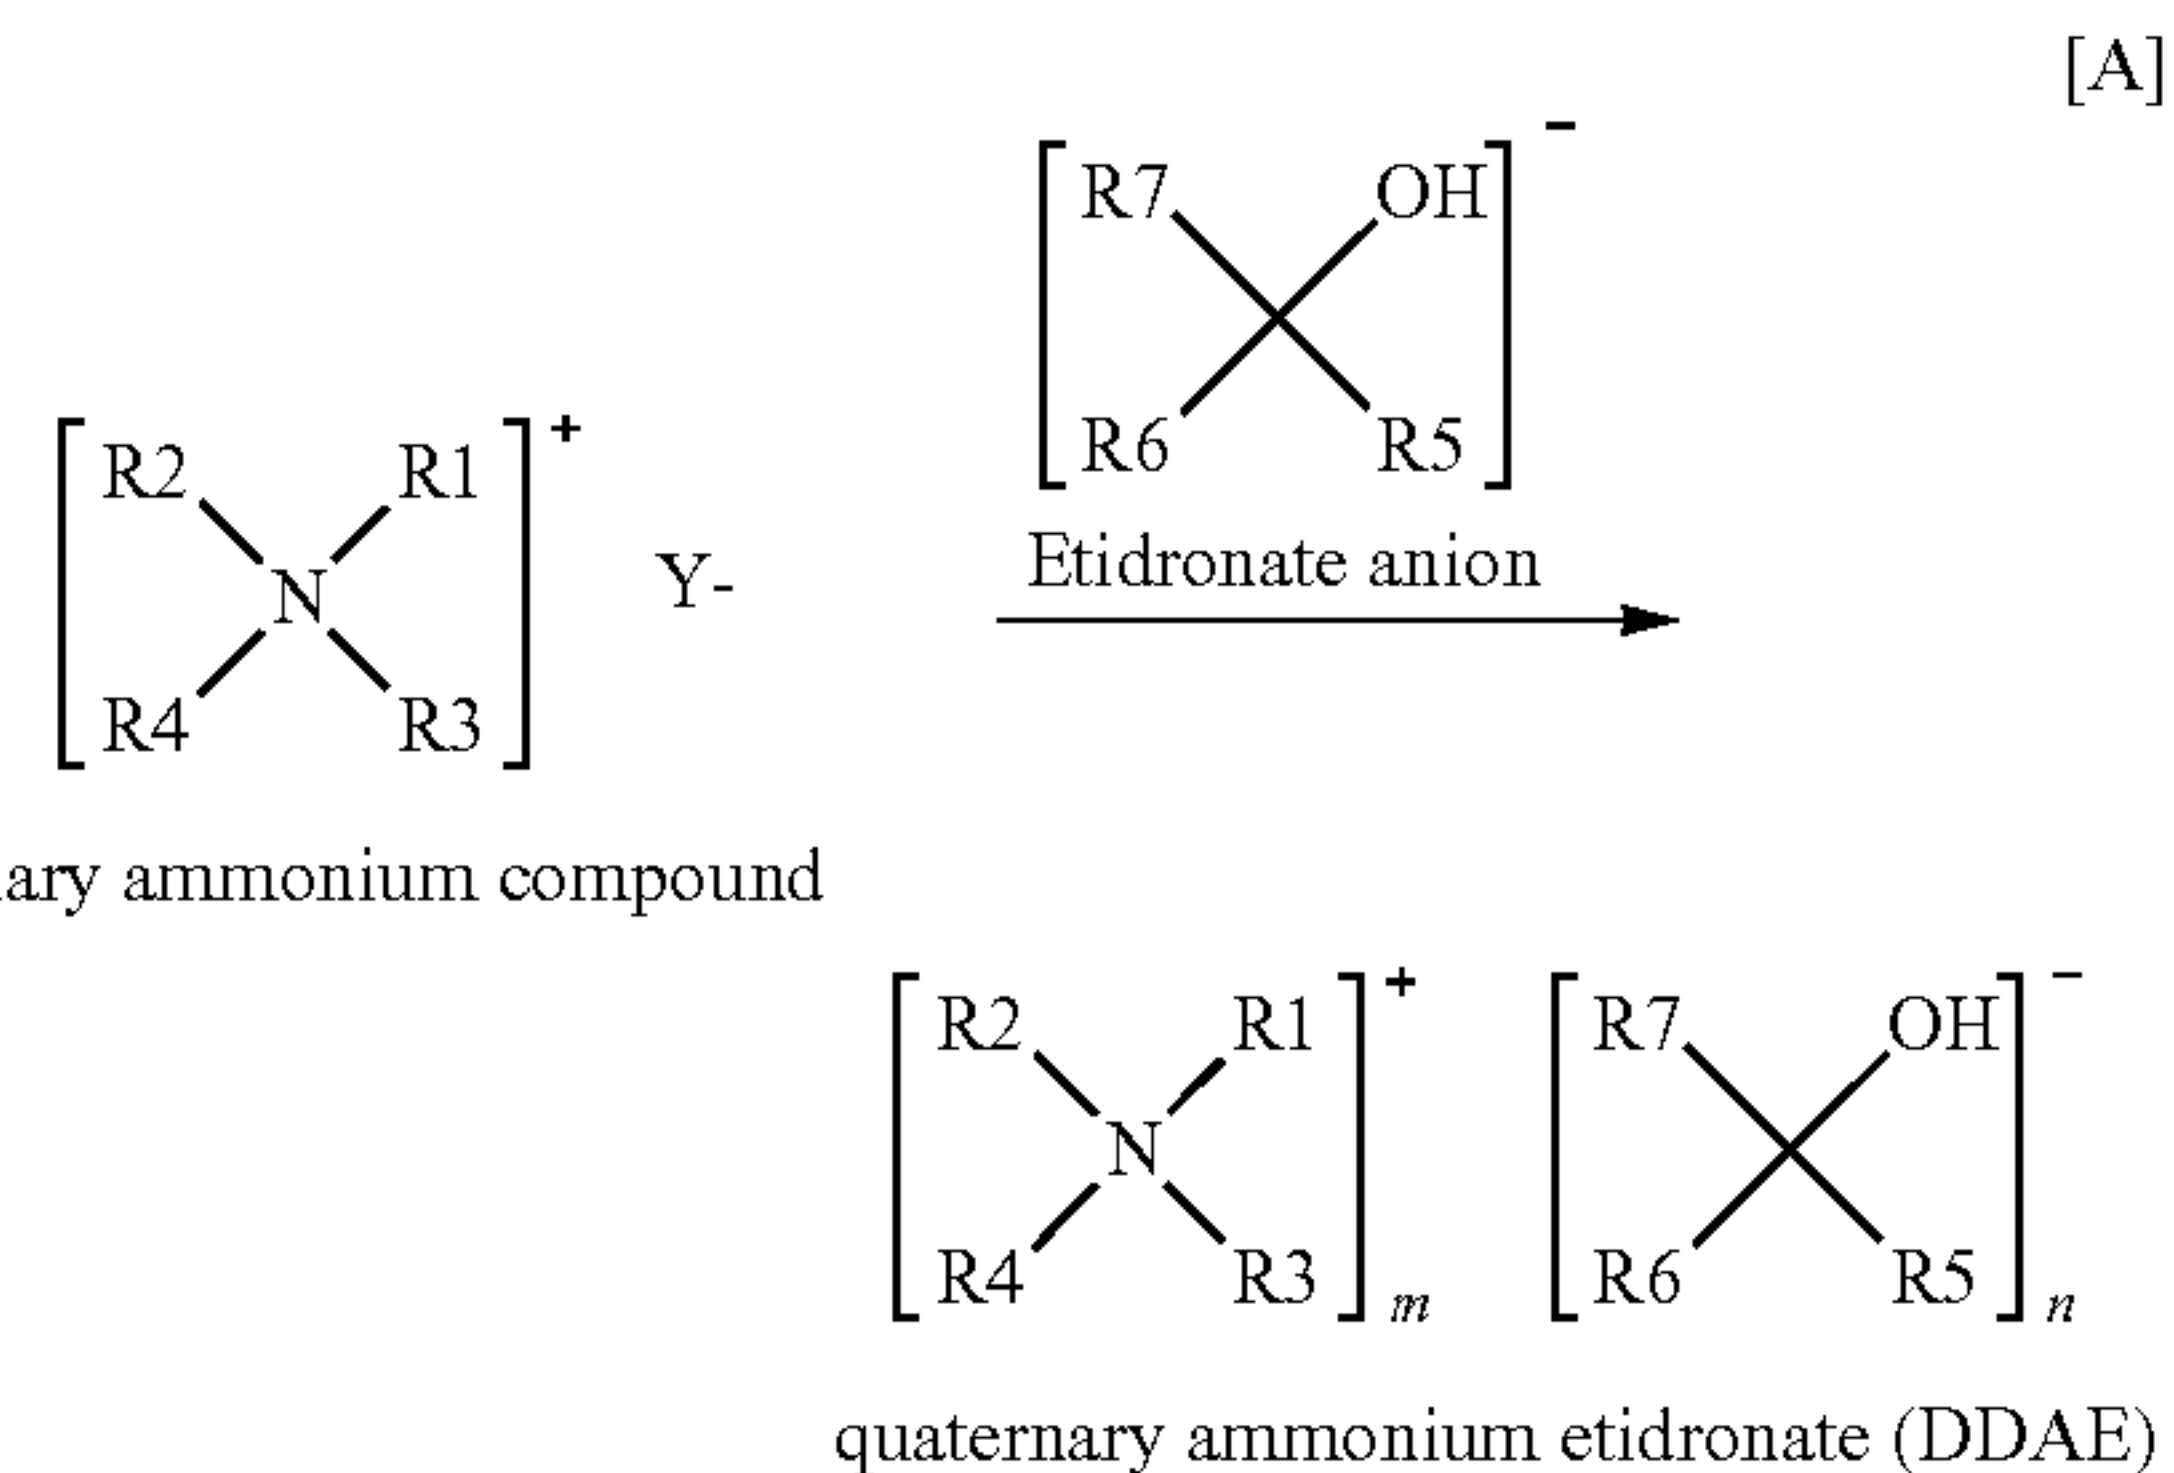 [A]
R7 OH
R6 R5
Etidronate anion
R2 R1
N
R4 R3
Y-
ary ammonium compound
R2 R1
N
R4 R3
m
R7 OH
R6 R5
n
quaternary ammonium etidronate (DDAE)